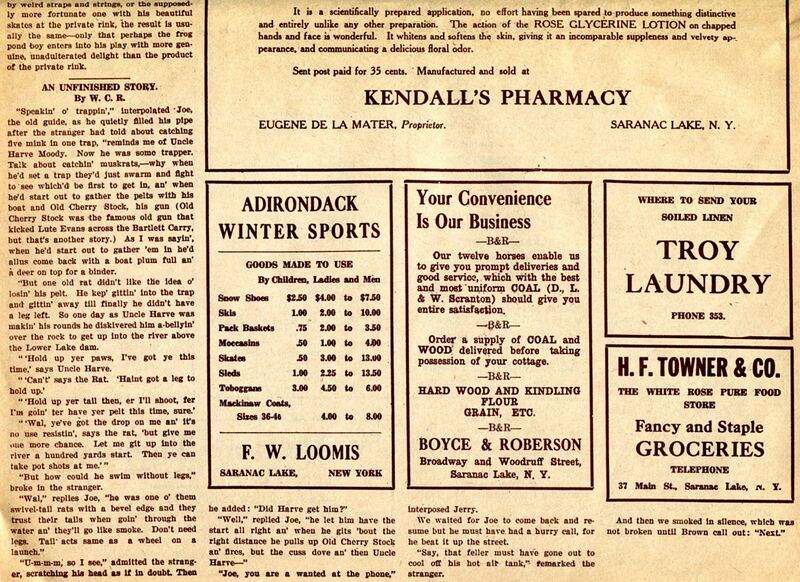 by weird straps and strings, or the supposed-
ly more fortunate one with his beautiful
skates at the private rink, the result is usu-
ally the same—only that perhaps the frog
pond boy enters into his play with more gen-
uine, unadulterated delight than the product
of the private rink.
AN UNFINISHED STORY.
By W. C. R.
"Speakin' o' trappin'," interpolated Joe,
the old guide, as he quietly filled his pipe
after the stranger had told about catching
five mink in one trap, "reminds me of Uncle
Harve Moody. Now he was some trapper.
Talk about catchin' muskrats,—why when
he'd set a trap they'd just swarm and fight
to see which'd be first to get in, an' when
he'd start out to gather the pelts with his
boat and Old Cherry Stock, his gun (Old
Cherry Stock was the famous old gun that
kicked Lute Evans across the Bartlett Carry,
but that's another story.) As I was sayin',
when he'd start out to gather 'em in he'd
allus come back with a boat plum full an'
a deer on top for a binder.
"But one old rat didn't like the idea o'
losin' his pelt. He kep' gittin' into the trap
and gittin' away till finally he didn't have
a leg left. So one day as Uncle Harve was
makin' his rounds he diskivered him a-bellyin'
over the rock to get up into the river above
the Lower Lake dam.
"'Hold up yer paws, I've got ye this
time,' says Uncle Harve.
"'Can't' says the Rat. 'Haint got a leg to
hold up.'
"'Hold up yer tail then, er I'll shoot, fer
I'm goin' ter have yer pelt this time, sure.'
"'Wal, ye've got the drop on me an' it's
no use resistin', says the rat, 'but give me
one more chance. Let me git up into the
river a hundred yards start. Then ye can
take pot shots at me.'"
"But how could he swim without legs,"
broke in the stranger.
"Wal," replies Joe, "he was one o' them
swivel-tail rats with a bevel edge and they
trust their tails when goin' through the
water an' they'll go like smoke. Don't need
legs. Tail acts same as a wheel on a
launch."
"U-m-m-m, so I see," admitted the strang-
er, scratching his head as if in doubt. Then
It is a scientifically prepared application, no effort having been spared to produce something distinctive
and entirely unlike any other preparation. The action of the ROSE GLYCERINE LOTION on chapped
hands and face is wonderful. It whitens and softens the skin, giving it an incomparable suppleness and velvety ap-
pearance, and communicating a delicious floral odor.
Sent post paid for 35 cents. Manufactured and sold at
KENDALL'S PHARMACY
EUGENE DE LA MATER, Proprietor. SARANAC LAKE, N. Y.
ADIRONDACK
WINTER SPORTS
GOODS MADE TO USE
By Children, Ladies and Men
Snow Shoes $2.50 $4.00 to $7.50
Skis 1.00 2.00 to 10.00
Pack Baskets .75 2.00 to 3.50
Moccasins .50 1.00 to 4.00
Skates .50 3.00 to 13.00
Sleds 1.00 2.25 to 13.50
Toboggans 3.00 4.50 to 6.00
Mackinaw Coats,
Sizes 36-46 4.00 to 8.00
F. W. LOOMIS
SARANAC LAKE, NEW YORK
Your Convenience
Is Our Business
—B&R—
Our twelve horses enable us
to give you prompt deliveries and
good service, which with the best
and most uniform COAL (D., L.
& W. Scranton) should give you
entire satisfaction.
—B&R—
Order a supply of COAL and
WOOD delivered before taking
possession of your cottage.
—B&R—
HARD WOOD AND KINDLING
FLOUR
GRAIN, ETC.
—B&R—
BOYCE & ROBERSON
Broadway and Woodruff Street,
Saranac Lake, N. Y.
WHERE TO SEND YOUR
SOILED LINEN
TROY
LAUNDRY
PHONE 353.
H. F. TOWNER & CO.
THE WHITE ROSE PURE FOOD
STORE
Fancy and Staple
GROCERIES
TELEPHONE
37 Main St., Saranac Lake, N. Y.
he added: "Did Harve get him?"
"Well," replied Joe, "he let him have the
start all right an' when he gits 'bout the
right distance he pulls up Old Cherry Stock
an' fires, but the cuss dove an' then Uncle
Harve—"
"Joe, you are a wanted at the phone,"
interposed Jerry.
We waited for Joe to come back and re-
sume but he must have had a hurry call, for
he beat it up the street.
"Say, that feller must have gone out to
cool off his hot air tank," remarked the
stranger.
And then we smoked in silence, which was
not broken until Brown call out: "Next."